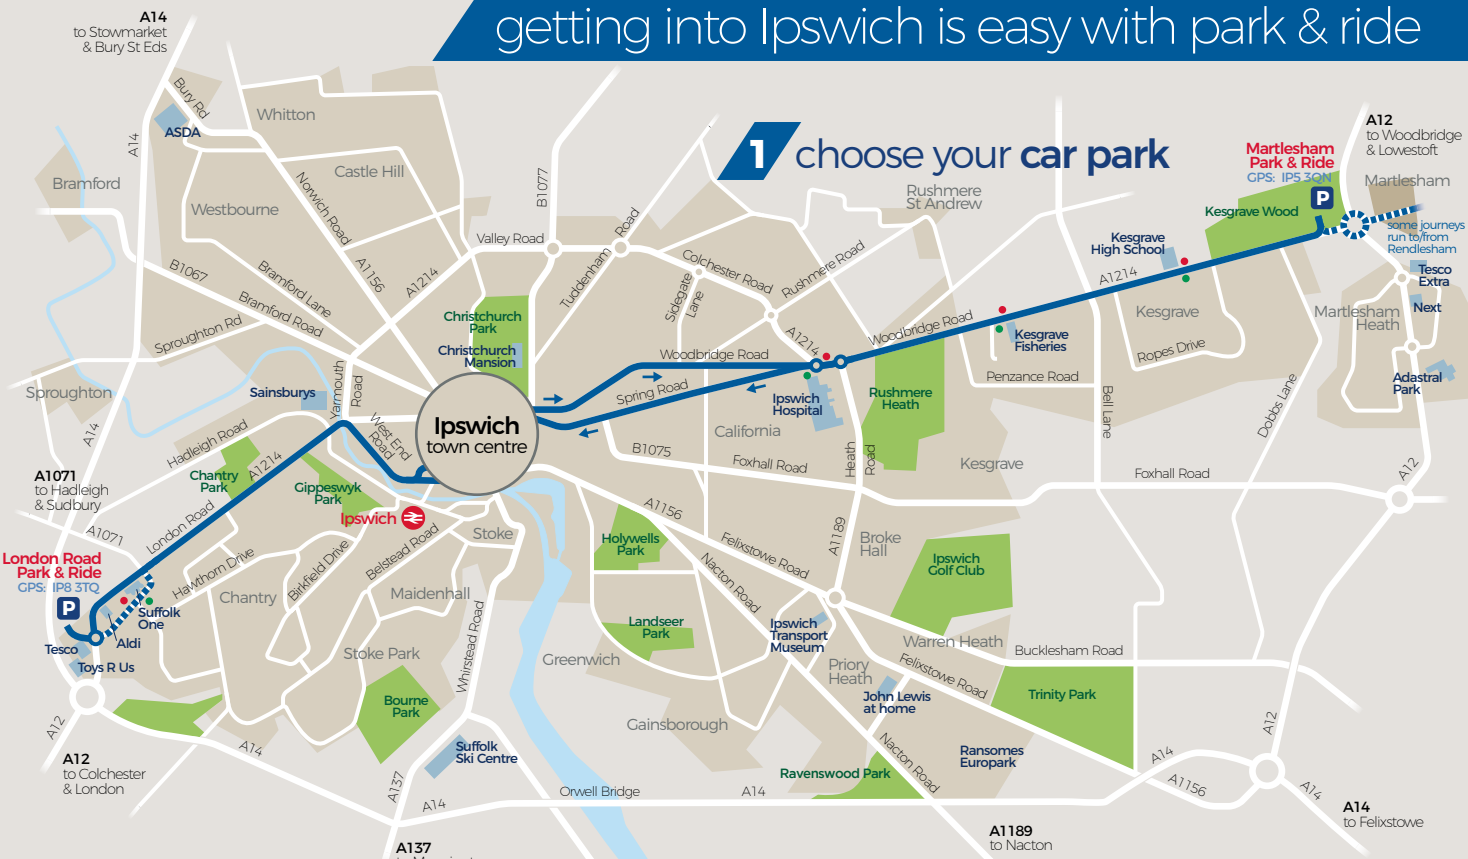 getting into Ipswich is easy with park & ride
1 choose your car park
A14
to Stowmarket
& Bury St Eds
Bury Rd
ASDA
A14
Whitton
Castle Hill
Norwich Road
Westbourne
Bramford
B1067
Bramford Lane
Bramford Road
A1156
A1214
Sproughton Rd
Sproughton
Valley Road
B1077
Tuddenham
Road
Colchester Road
Sidegate
Lane
Rushmere Road
Rushmere
St Andrew
A1214
Christchurch
Park
Christchurch
Mansion
Martlesham
Park & Ride
GPS: IP5 3QN
P
A12
to Woodbridge
& Lowestoft
Martlesham
Kesgrave Wood
some journeys
run to/from
Rendlesham
Kesgrave
High School
A1214
Kesgrave
Tesco
Extra
Next
Martlesham
Heath
Adastral
Park
Ropes Drive
Dobbs Lane
Bell Lane
Penzance Road
Kesgrave
Fisheries
Woodbridge Road
Woodbridge Road
Spring Road
Ipswich
Hospital
Rushmere
Heath
California
Heath
Road
Kesgrave
B1075
Foxhall Road
Foxhall Road
A12
Sainsburys
Yarmouth
Road
West End
Road
Ipswich
town centre
Hadleigh Road
A14
A1071
to Hadleigh
& Sudbury
A1071
Chantry
Park
A1214
London Road
Gippeswyk
Park
Ipswich
Stoke
London Road
Park & Ride
GPS: IP8 3TQ
P
Hawthorn Drive
Birkfield Drive
Belstead Road
Chantry
Maidenhall
Suffolk
One
Aldi
Tesco
Toys R Us
Stoke Park
Whirstead Road
Bourne
Park
A12
A12
to Colchester
& London
A14
Suffolk
Ski Centre
A137
A14
A137
Orwell Bridge
A14
A1156
Holywells
Park
Felixstowe Road
Nacton Road
A1189
Broke
Hall
Ipswich
Golf Club
Landseer
Park
Greenwich
Ipswich
Transport
Museum
Warren Heath
Priory
Heath
Felixstowe Road
Bucklesham Road
Trinity Park
John Lewis
at home
Gainsborough
Ransomes
Europark
Ravenswood Park
Nacton Road
A12
A14
A1156
A14
A14
to Felixstowe
A1189
to Nacton